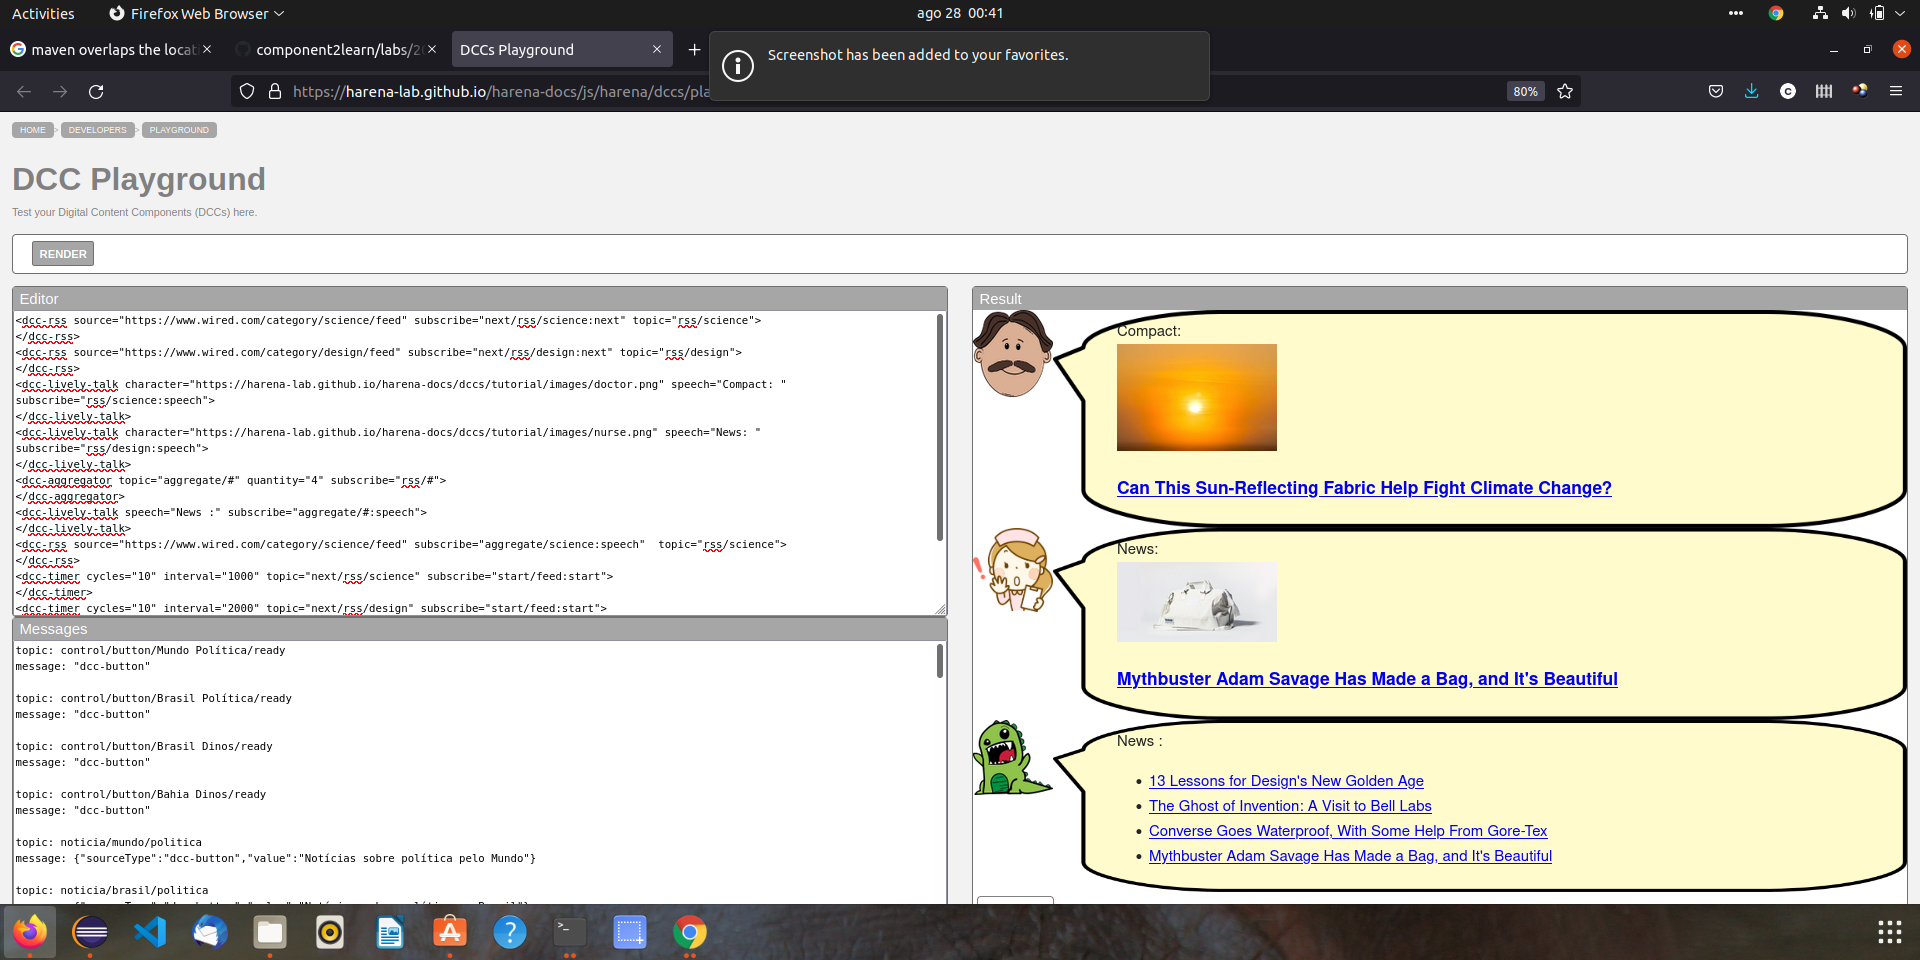 Activities
Firefox Web Browser
ago 28 00:41
maven overlaps the locat
component2learn/labs/20
DCCs Playground
Screenshot has been added to your favorites.
https://harena-lab.github.io/harena-docs/js/harena/dccs/pla
80%
HOME
DEVELOPERS
PLAYGROUND
DCC Playground
Test your Digital Content Components (DCCs) here.
RENDER
Editor
<dcc-rss source="https://www.wired.com/category/science/feed" subscribe="next/rss/science:next" topic="rss/science">
</dcc-rss>
<dcc-rss source="https://www.wired.com/category/design/feed" subscribe="next/rss/design:next" topic="rss/design">
</dcc-rss>
<dcc-lively-talk character="https://harena-lab.github.io/harena-docs/dccs/tutorial/images/doctor.png" speech="Compact: "
subscribe="rss/science:speech">
</dcc-lively-talk>
<dcc-lively-talk character="https://harena-lab.github.io/harena-docs/dccs/tutorial/images/nurse.png" speech="News: "
subscribe="rss/design:speech">
</dcc-lively-talk>
<dcc-aggregator topic="aggregate/#" quantity="4" subscribe="rss/#">
</dcc-aggregator>
<dcc-lively-talk speech="News :" subscribe="aggregate/#:speech">
</dcc-lively-talk>
<dcc-rss source="https://www.wired.com/category/science/feed" subscribe="aggregate/science:speech"  topic="rss/science">
</dcc-rss>
<dcc-timer cycles="10" interval="1000" topic="next/rss/science" subscribe="start/feed:start">
</dcc-timer>
<dcc-timer cycles="10" interval="2000" topic="next/rss/design" subscribe="start/feed:start">
Messages
topic: control/button/Mundo Política/ready
message: "dcc-button"
topic: control/button/Brasil Política/ready
message: "dcc-button"
topic: control/button/Brasil Dinos/ready
message: "dcc-button"
topic: control/button/Bahia Dinos/ready
message: "dcc-button"
topic: noticia/mundo/politica
message: {"sourceType":"dcc-button","value":"Notícias sobre política pelo Mundo"}
topic: noticia/brasil/politica
Result
Compact:
Can This Sun-Reflecting Fabric Help Fight Climate Change?
News:
Mythbuster Adam Savage Has Made a Bag, and It's Beautiful
News :
13 Lessons for Design's New Golden Age
The Ghost of Invention: A Visit to Bell Labs
Converse Goes Waterproof, With Some Help From Gore-Tex
Mythbuster Adam Savage Has Made a Bag, and It's Beautiful